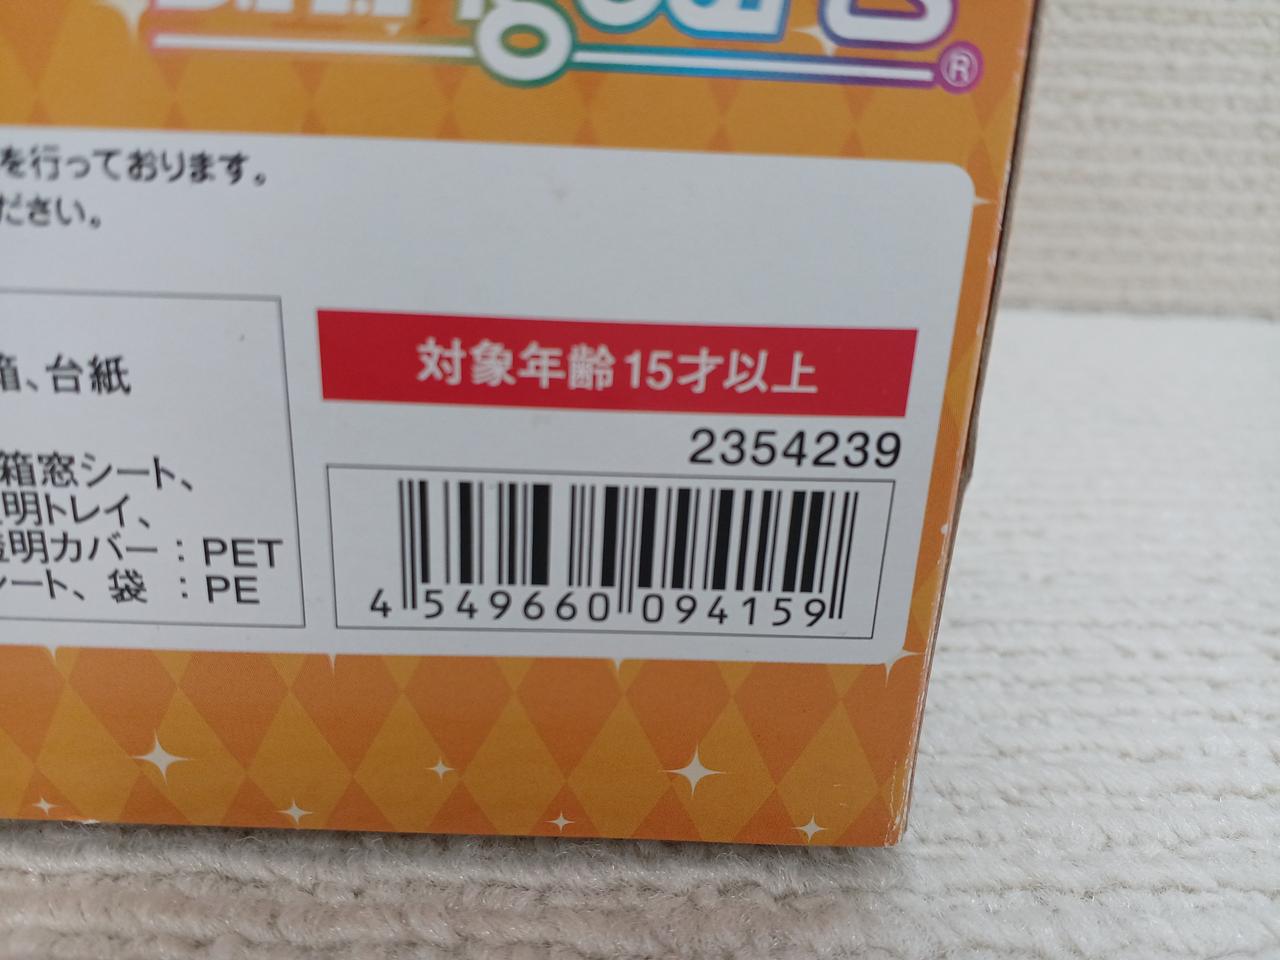 を行っております。
ださい。
箱、台紙
箱窓シート、
明トレイ、
透明カバー：PET
シート、袋：PE
対象年齢15才以上
2354239
4 549660 094159
®